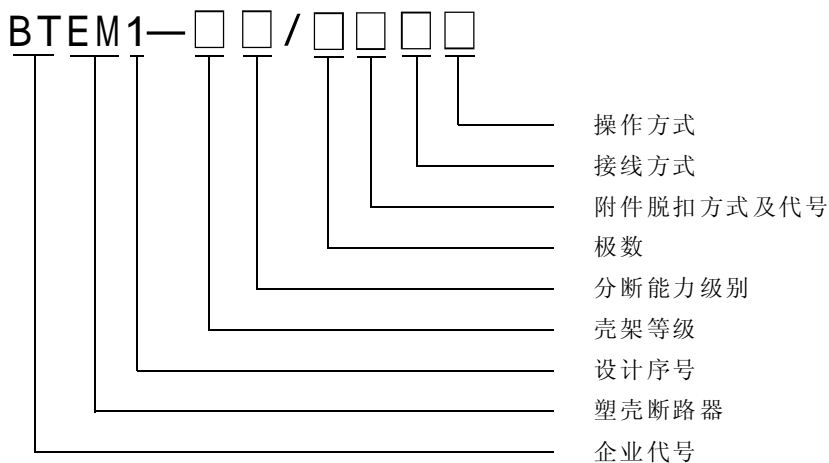 BTEM1—□□/□□□□
操作方式
接线方式
附件脱扣方式及代号
极数
分断能力级别
壳架等级
设计序号
塑壳断路器
企业代号